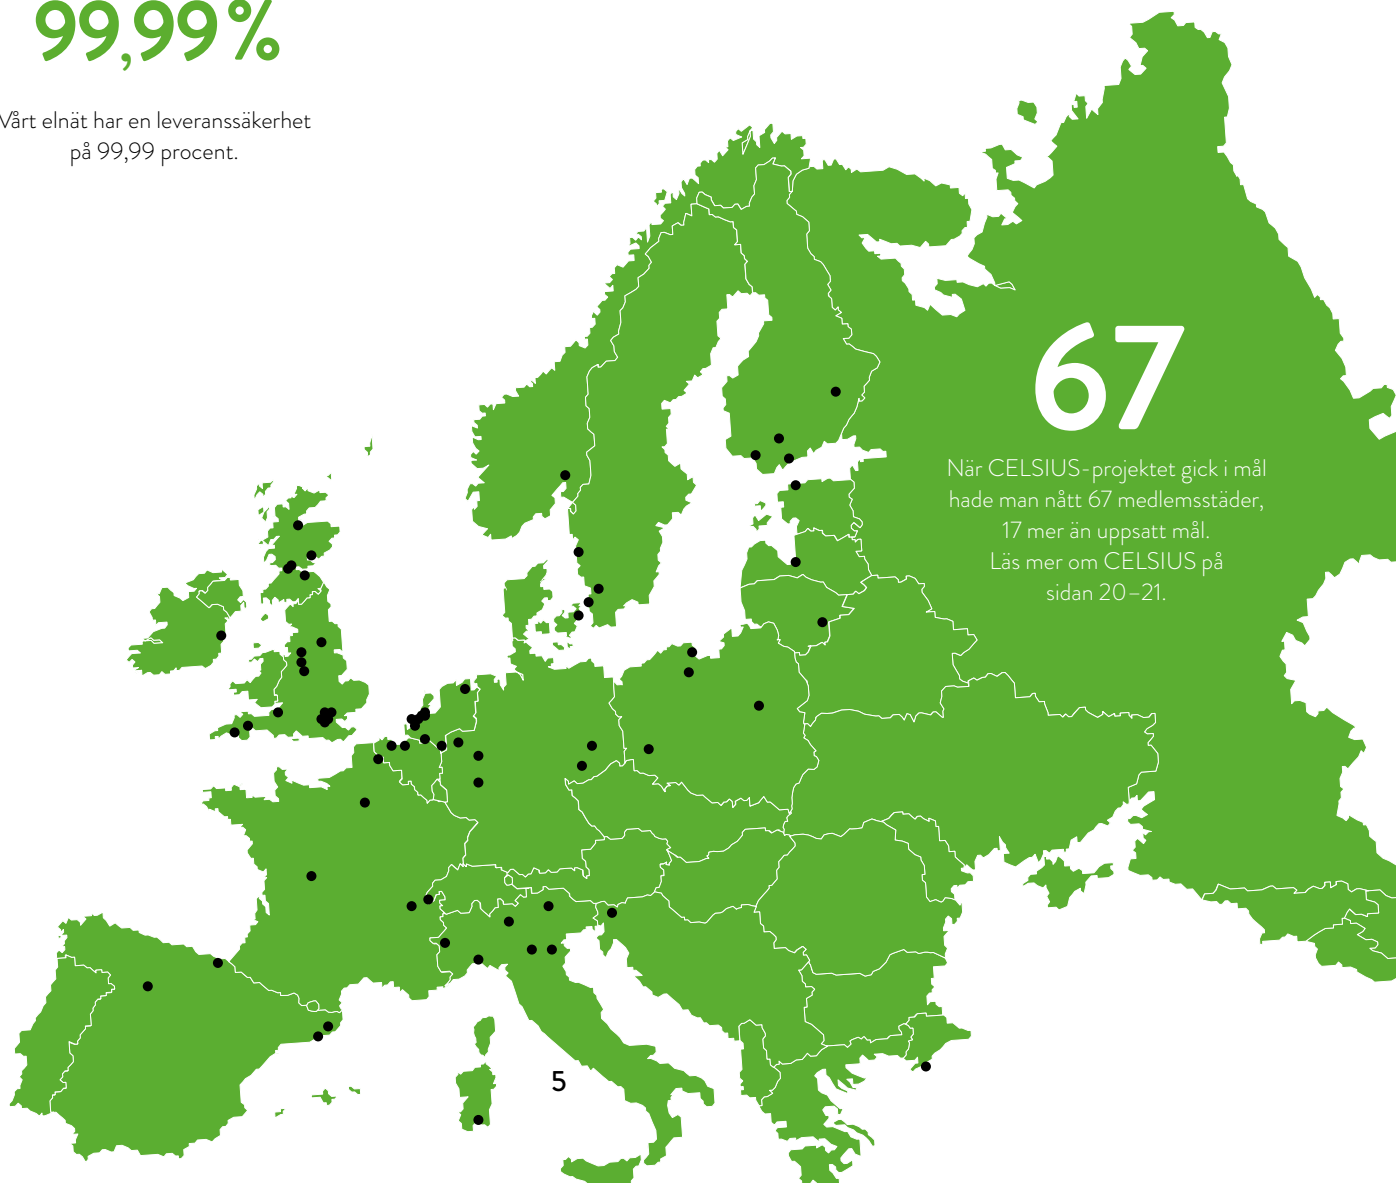 99,99 %
Vårt elnät har en leveranssäkerhet
på 99,99 procent.
67
När CELSIUS-projektet gick i mål
hade man nått 67 medlemsstäder,
17 mer än uppsatt mål.
Läs mer om CELSIUS på
sidan 20–21.
5